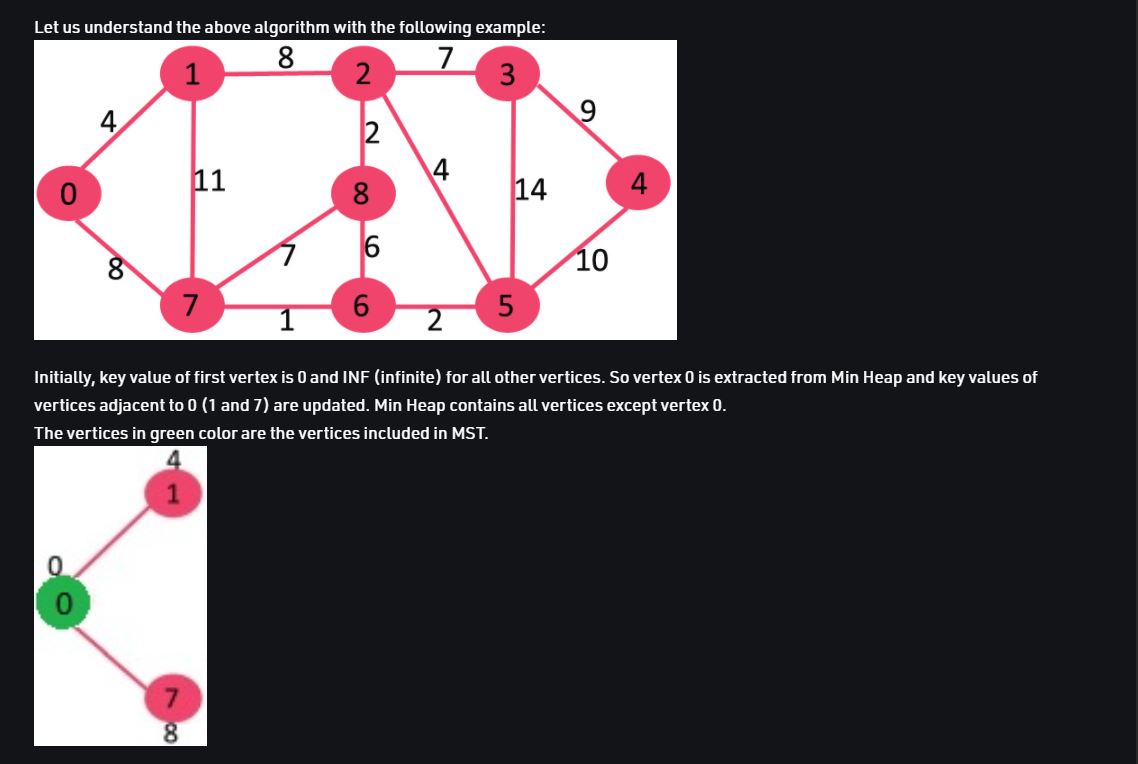 Let us understand the above algorithm with the following example:
8 7
1 2 3
4 2 9
11 4 14
0 8 4
8 7 6 10
7 6 5
1 2
Initially, key value of first vertex is 0 and INF (infinite) for all other vertices. So vertex 0 is extracted from Min Heap and key values of
vertices adjacent to 0 (1 and 7) are updated. Min Heap contains all vertices except vertex 0.
The vertices in green color are the vertices included in MST.
4
1
0
0
7
8